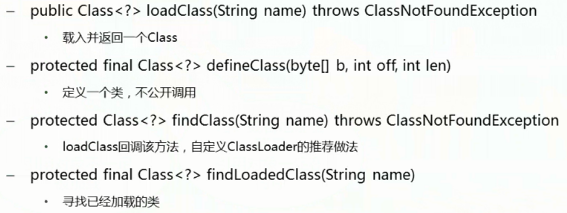 – public Class<?> loadClass(String name) throws ClassNotFoundException
• 载入并返回一个Class
– protected final Class<?> defineClass(byte[] b, int off, int len)
• 定义一个类，不公开调用
– protected Class<?> findClass(String name) throws ClassNotFoundException
• loadClass回调该方法，自定义ClassLoader的推荐做法
– protected final Class<?> findLoadedClass(String name)
• 寻找已经加载的类